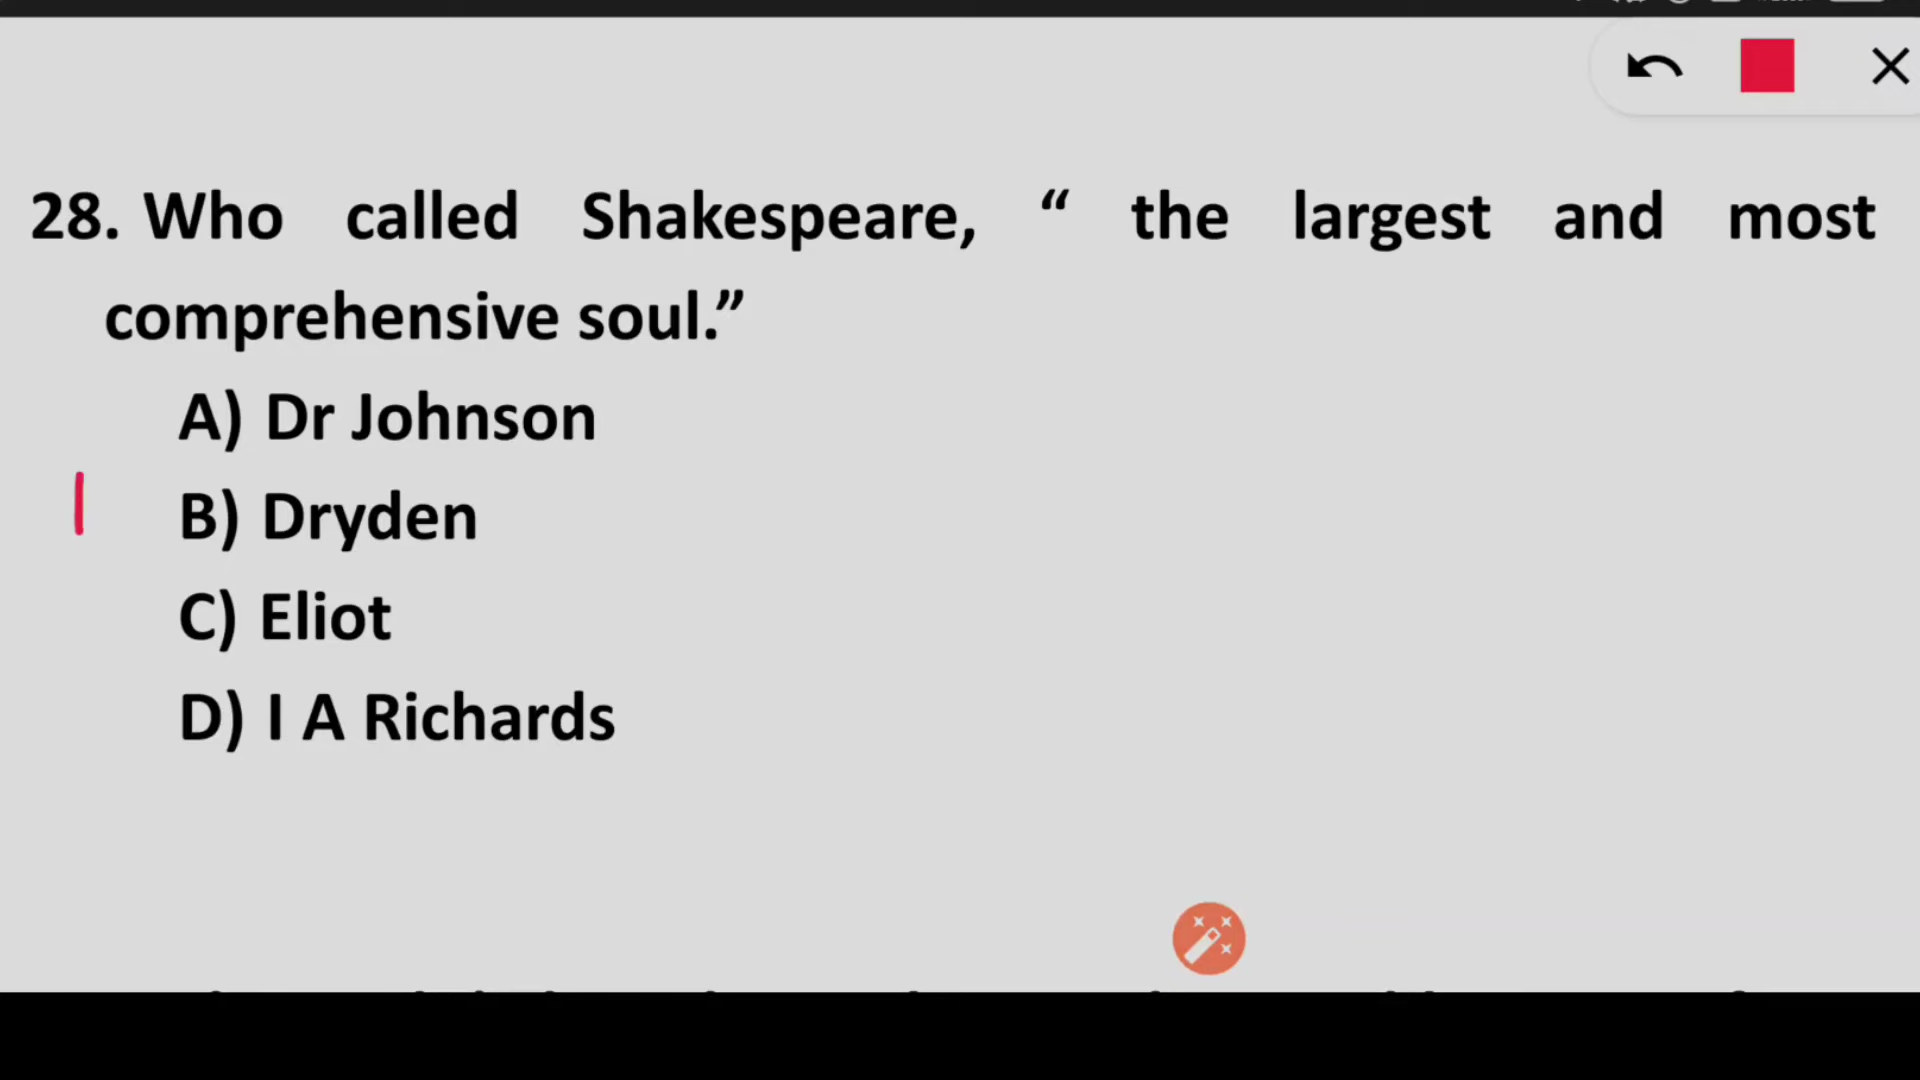 28. Who called Shakespeare, “ the largest and most
comprehensive soul.”
A) Dr Johnson
B) Dryden
C) Eliot
D) I A Richards